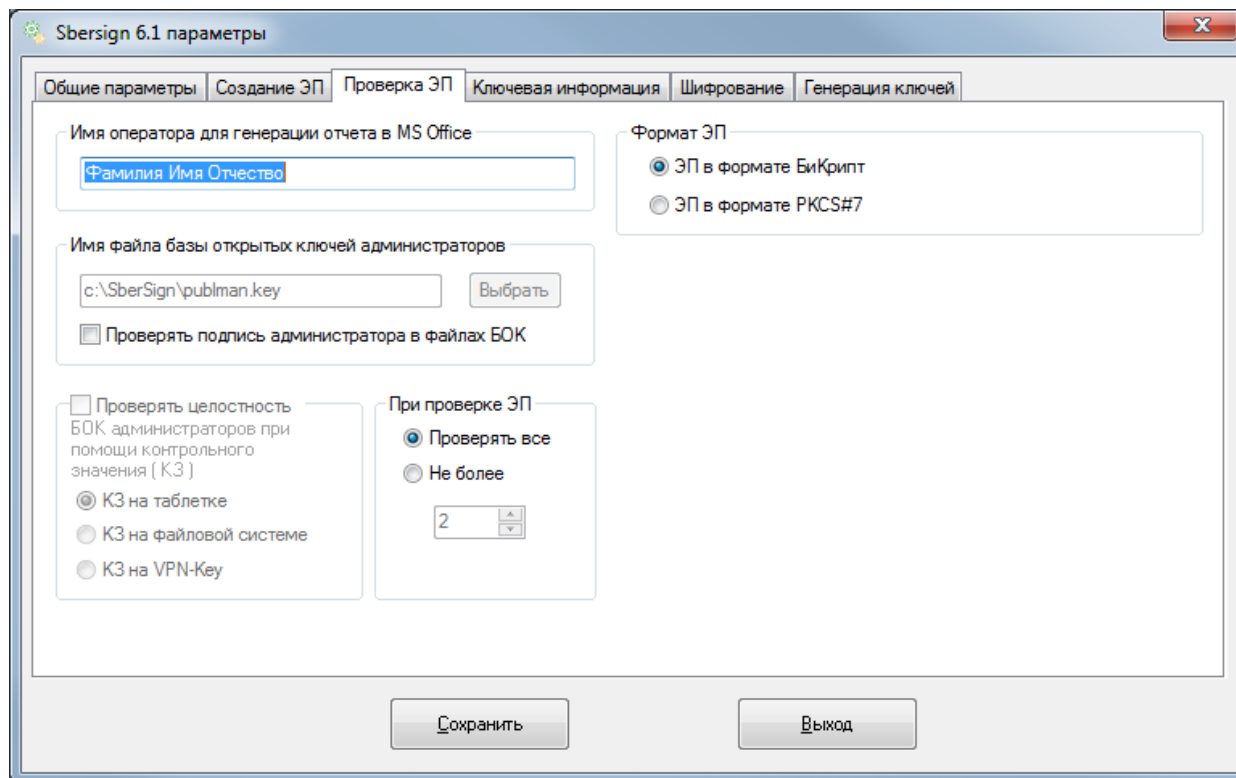 Sbersign 6.1 параметры
Общие параметры
Создание ЭП
Проверка ЭП
Ключевая информация
Шифрование
Генерация ключей
Имя оператора для генерации отчета в MS Office
Фамилия Имя Отчество
Формат ЭП
ЭП в формате БиКрипт
ЭП в формате PKCS#7
Имя файла базы открытых ключей администраторов
c:\SberSign\publman.key
Выбрать
Проверять подпись администратора в файлах БОК
Проверять целостность
БОК администраторов при
помощи контрольного
значения ( КЗ )
КЗ на таблетке
КЗ на файловой системе
КЗ на VPN-Key
При проверке ЭП
Проверять все
Не более
2
Сохранить
Выход